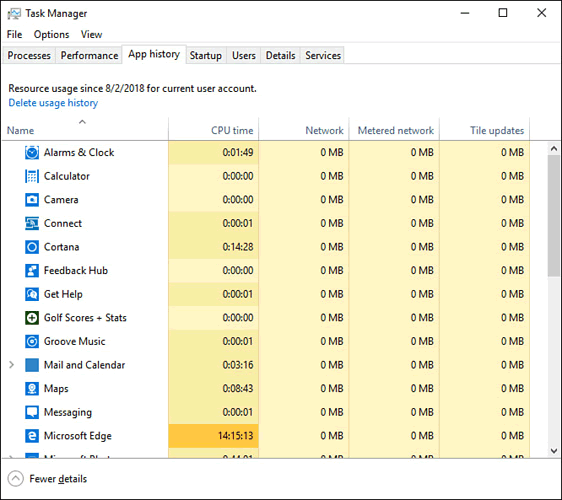 Task Manager
File Options View
Processes Performance App history Startup Users Details Services
Resource usage since 8/2/2018 for current user account.
Delete usage history
Name CPU time Network Metered network Tile updates
Alarms & Clock 0:01:49 0 MB 0 MB 0 MB
Calculator 0:00:00 0 MB 0 MB 0 MB
Camera 0:00:00 0 MB 0 MB 0 MB
Connect 0:00:01 0 MB 0 MB 0 MB
Cortana 0:14:28 0 MB 0 MB 0 MB
Feedback Hub 0:00:00 0 MB 0 MB 0 MB
Get Help 0:00:01 0 MB 0 MB 0 MB
Golf Scores + Stats 0:00:00 0 MB 0 MB 0 MB
Groove Music 0:00:01 0 MB 0 MB 0 MB
Mail and Calendar 0:03:16 0 MB 0 MB 0 MB
Maps 0:08:43 0 MB 0 MB 0 MB
Messaging 0:00:01 0 MB 0 MB 0 MB
Microsoft Edge 14:15:13 0 MB 0 MB 0 MB
Fewer details